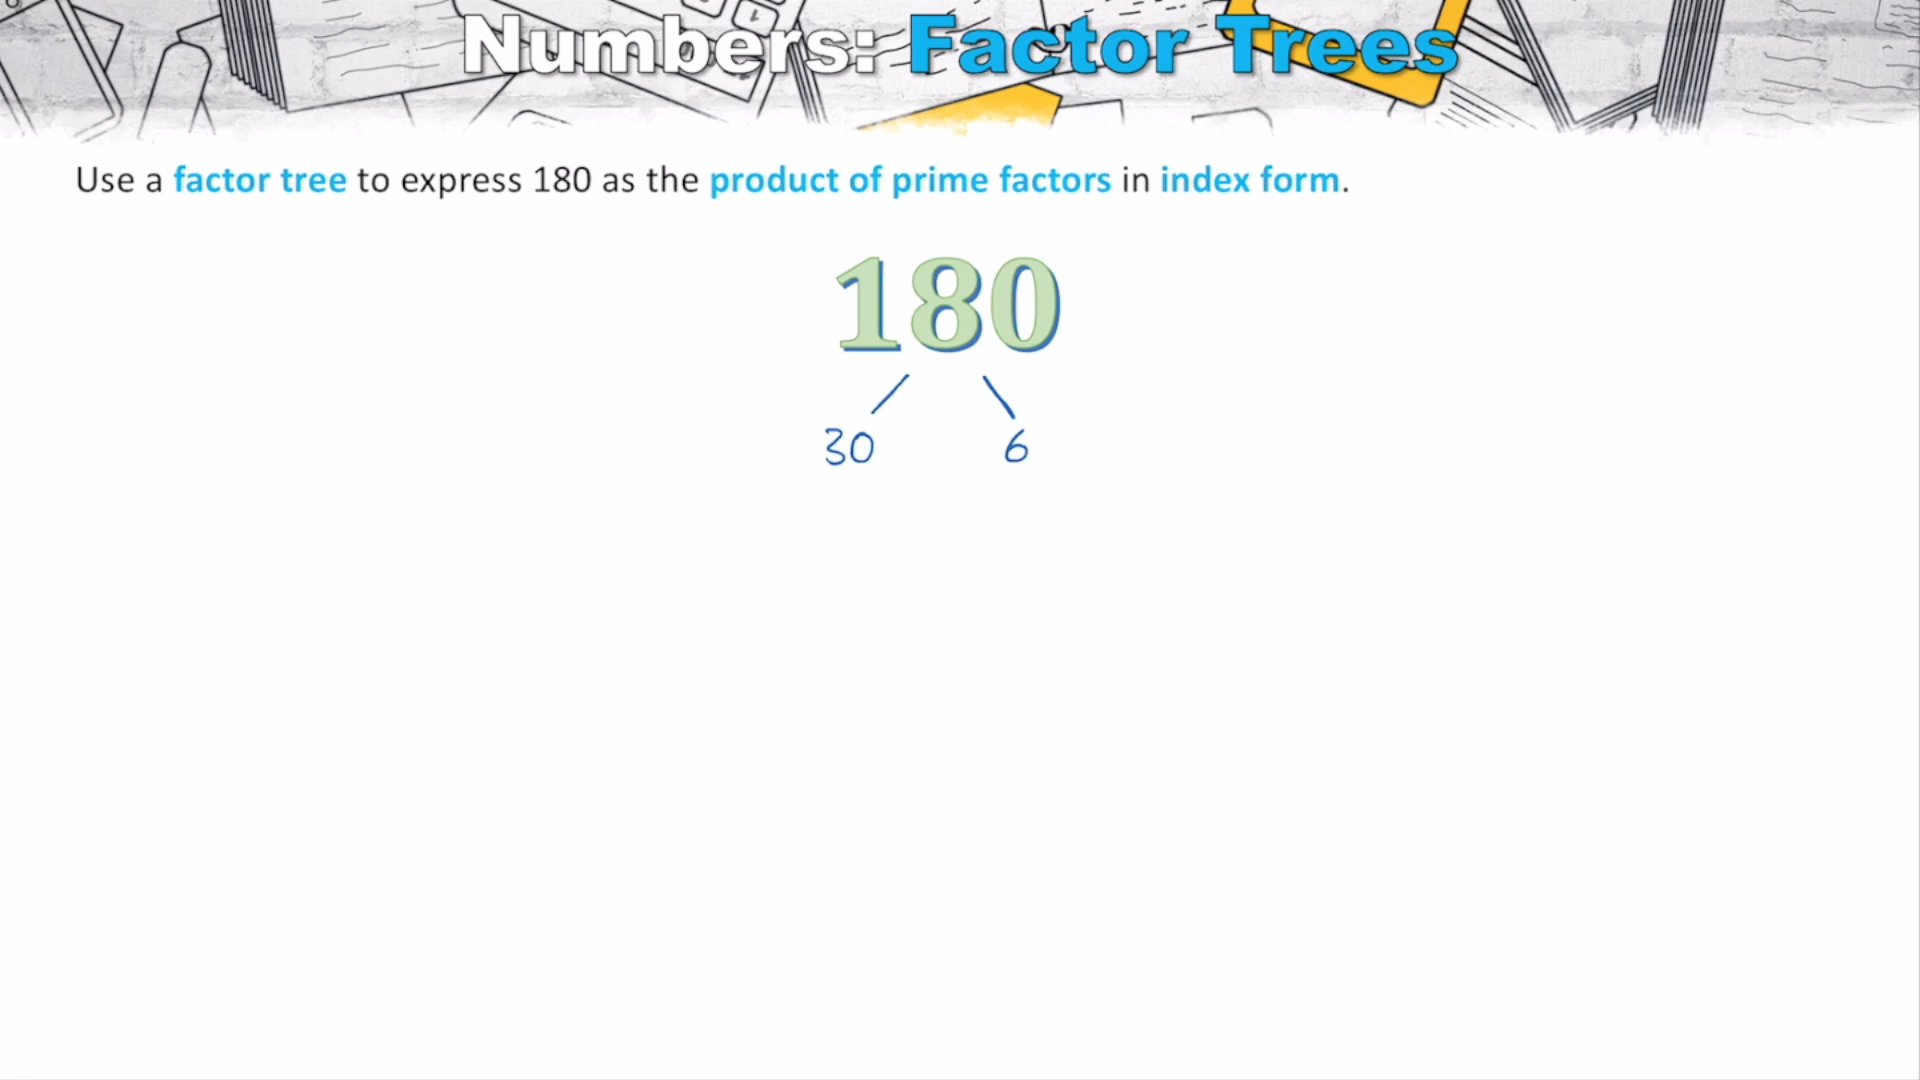 Numbers: Factor Trees
Use a factor tree to express 180 as the product of prime factors in index form.
180
30 6